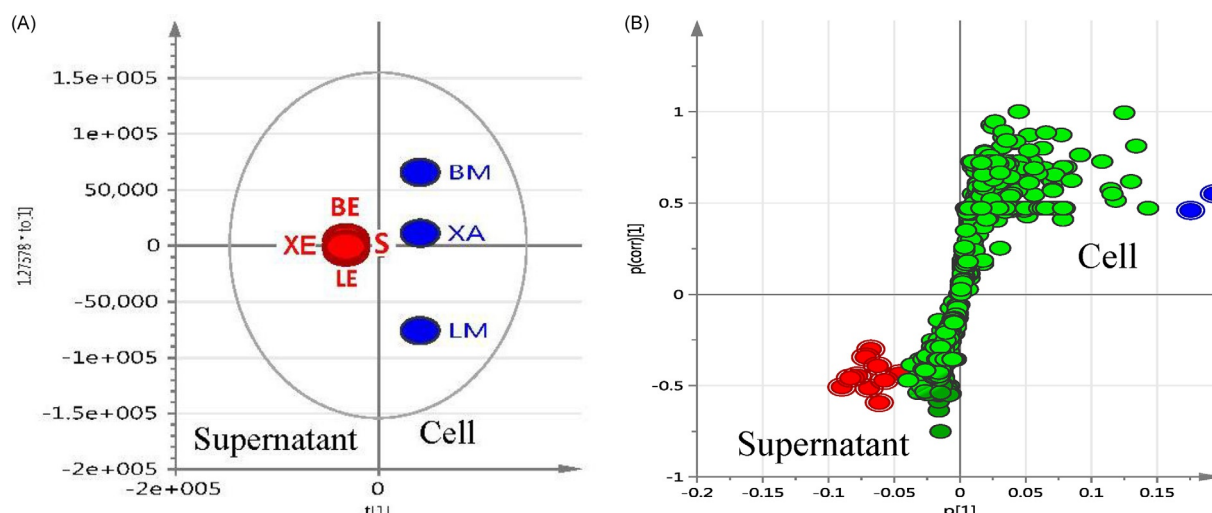 (A)
1.5e+005
1e+005
50,000
0
-50,000
-1e+005
-1.5e+005
-2e+005
1.27578 * to[1]
BM
BE
XE
S
XA
LE
LM
Supernatant
Cell
-2e+005
0
t[1]
(B)
1
0.5
0
-0.5
-1
p(corr)[1]
Cell
Supernatant
-0.2
-0.15
-0.1
-0.05
0
0.05
0.1
0.15
p[1]